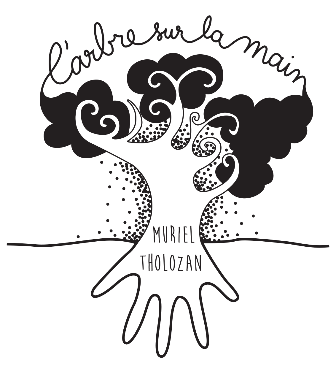 l'arbre sur la main
MURIEL
THOLOZAN